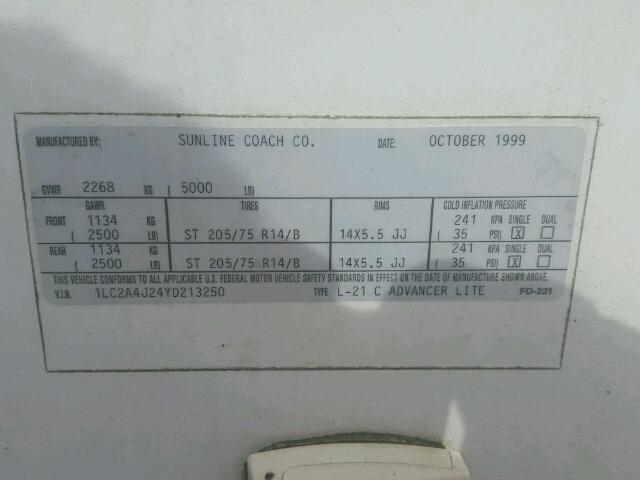 MANUFACTURED BY: SUNLINE COACH CO. DATE: OCTOBER 1999
GVWR 2268 KG ( 5000 LB)
GAWR TIRES RIMS COLD INFLATION PRESSURE
FRONT 1134 KG 241 KPA SINGLE DUAL
( 2500 LB) ST 205/75 R14/B 14X5.5 JJ ( 35 PSI) X
REAR 1134 KG 241 KPA SINGLE DUAL
( 2500 LB) ST 205/75 R14/B 14X5.5 JJ ( 35 PSI) X
THIS VEHICLE CONFORMS TO ALL APPLICABLE U.S. FEDERAL MOTOR VEHICLE SAFETY STANDARDS IN EFFECT ON THE DATE OF MANUFACTURE SHOWN ABOVE.
V.I.N. 1LC2A4J24YD213250 TYPE L-21 C ADVANCER LITE FD-221